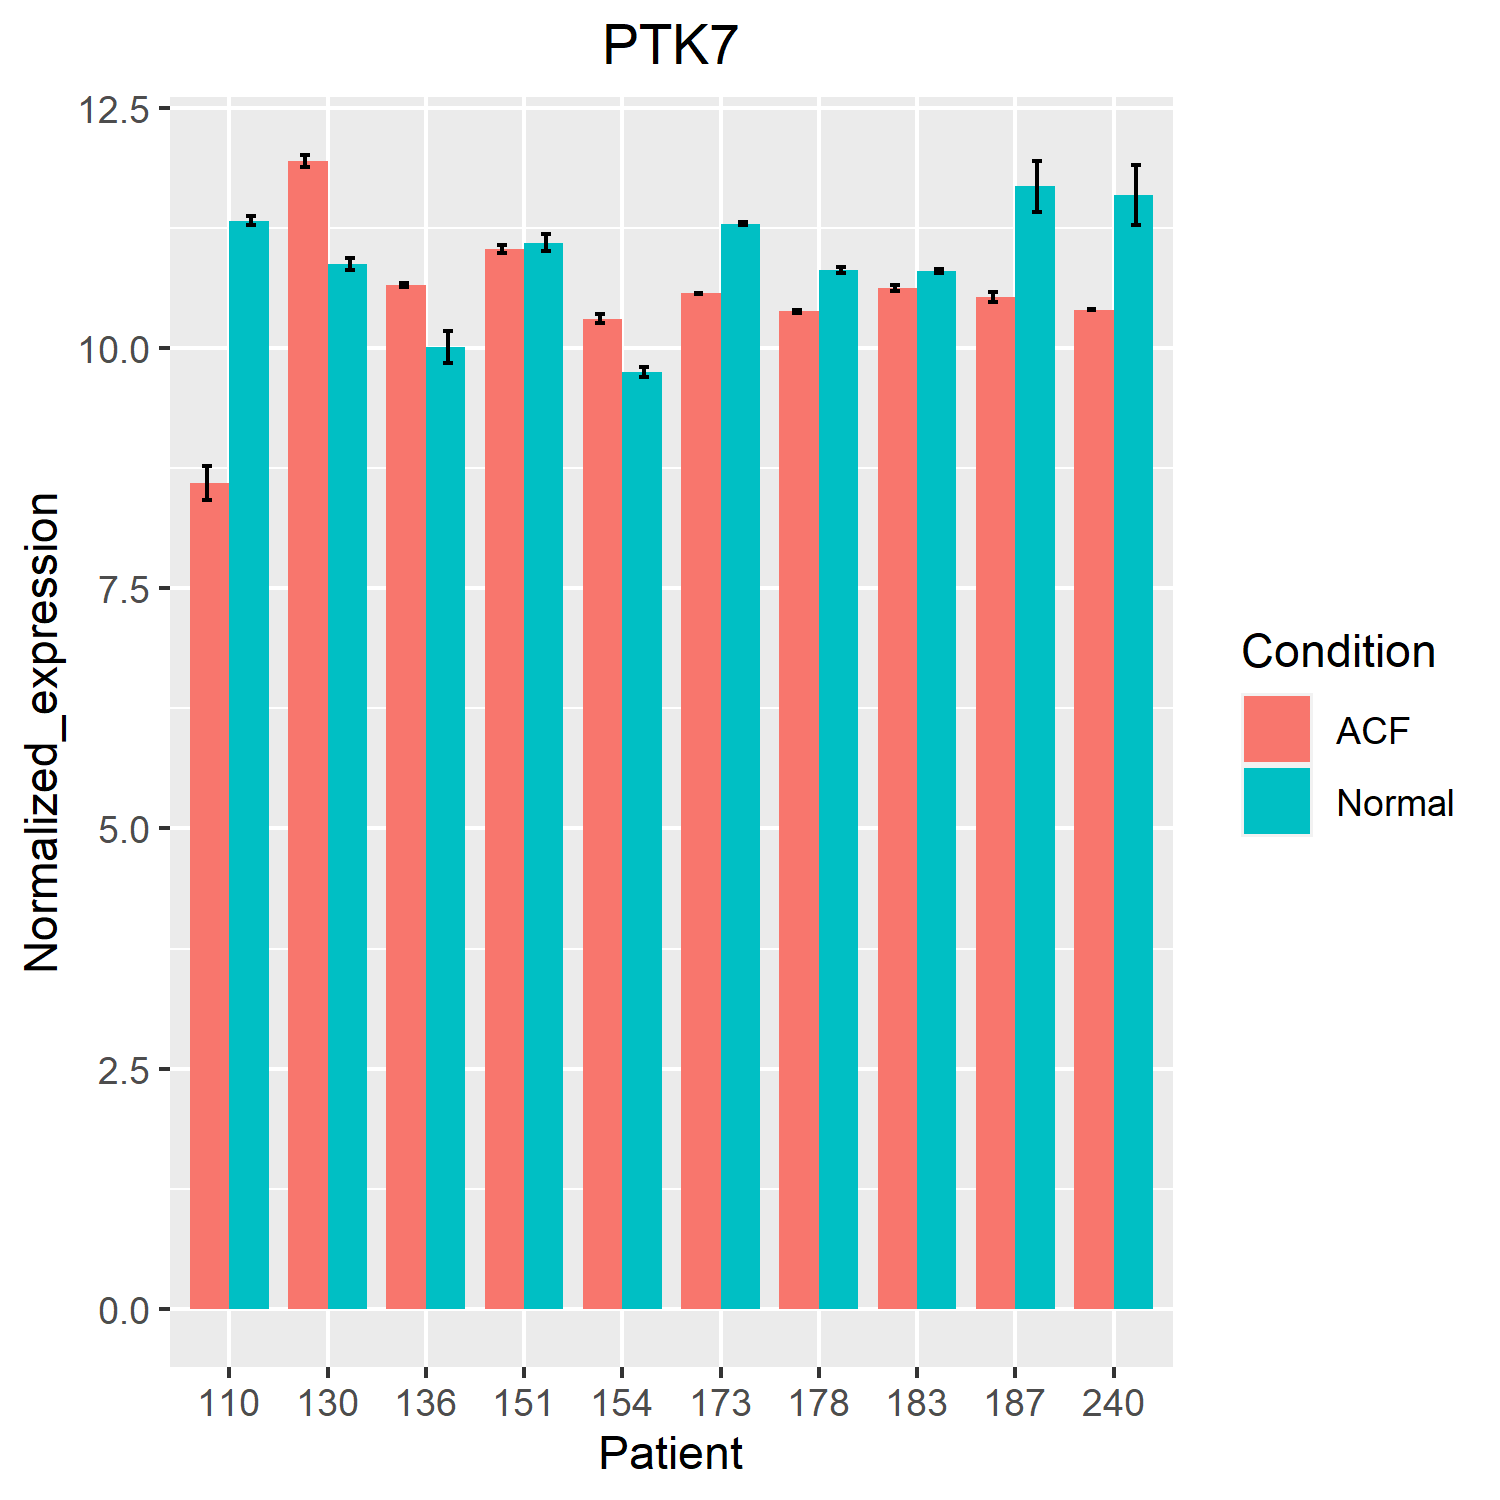 PTK7
12.5
10.0
7.5
5.0
2.5
0.0
Normalized_expression
110 130 136 151 154 173 178 183 187 240
Patient
Condition
ACF
Normal